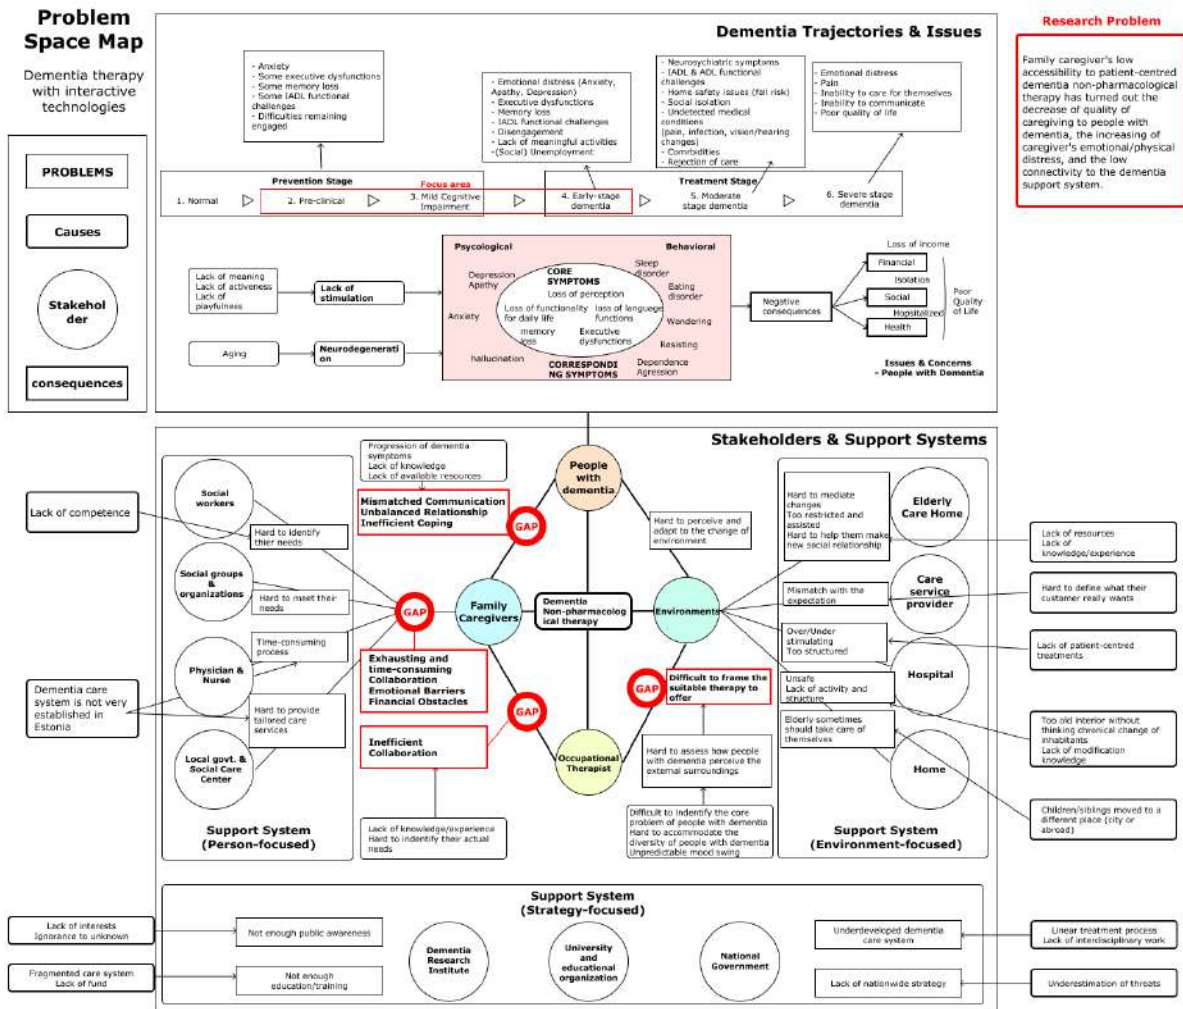 Problem
Space Map
Dementia therapy
with interactive
technologies
PROBLEMS
Causes
Stakehol
der
consequences
Dementia Trajectories & Issues
- Anxiety
- Some executive dysfunctions
- Some memory loss
- Some IADL functional
challenges
- Difficulties remaining
engaged
- Emotional distress (Anxiety,
Apathy, Depression)
- Executive dysfunctions
- Memory loss
- IADL functional challenges
- Disengagement
- Lack of meaningful activities
-(Social) Unemployment
- Neurosychiatric symptoms
- IADL & ADL functional
challenges
- Home safety issues (fall risk)
- Social isolation
- Undetected medical
conditions
(pain, infection, vision/hearing
changes)
- Comrbidities
- Rejection of care
- Emotional distress
- Pain
- Inability to care for themselves
- Inability to communicate
- Poor quality of life
Prevention Stage
Focus area
Treatment Stage
1. Normal
2. Pre-clinical
3. Mild Cognitive
Impairment
4. Early-stage
dementia
5. Moderate
stage dementia
6. Severe stage
dementia
Lack of meaning
Lack of activeness
Lack of
playfulness
Lack of
stimulation
Aging
Neurodegenerati
on
Psycological
Behavioral
Depression
Apathy
Anxiety
hallucination
CORE
SYMPTOMS
Loss of perception
Loss of functionality
for daily life
loss of language
functions
memory
loss
Executive
dysfunctions
CORRESPONDI
NG SYMPTOMS
Sleep
disorder
Eating
disorder
Wondering
Resisting
Dependence
Agression
Negative
consequences
Loss of income
Financial
Isolation
Social
Hopsitalized
Health
Poor
Quality
of Life
Issues & Concerns
- People with Dementia
Research Problem
Family caregiver's low
accessibility to patient-centred
dementia non-pharmacological
therapy has turned out the
decrease of quality of
caregiving to people with
dementia, the increasing of
caregiver's emotional/physical
distress, and the low
connectivity to the dementia
support system.
Stakeholders & Support Systems
Lack of competence
Dementia care
system is not very
established in
Estonia
Social
workers
Hard to identify
thier needs
Social groups
&
organizations
Hard to meet their
needs
Time-consuming
process
Physician &
Nurse
Hard to provide
tailored care
services
Local govt. &
Social Care
Center
Support System
(Person-focused)
Progression of dementia
symptoms
Lack of knowledge
Lack of available resources
Mismatched Communication
Unbalanced Relationship
Inefficient Coping
GAP
GAP
Exhausting and
time-consuming
Collaboration
Emotional Barriers
Financial Obstacles
Inefficient
Collaboration
GAP
Lack of knowledge/experience
Hard to indentify their actual
needs
People
with
dementia
Family
Caregivers
Dementia
Non-pharmacolog
ical therapy
Environments
Occupational
Therapist
Hard to perceive and
adapt to the change of
environment
GAP
Difficult to frame the
suitable therapy to
offer
Hard to assess how people
with dementia perceive the
external surroundings
Difficult to Indentify the core
problem of people with dementia
Hard to accommodate the
diversity of people with dementia
Unpredictable mood swing
Hard to mediate
changes
Too restricted and
assisted
Hard to help them make
new social relationship
Mismatch with the
expectation
Over/Under
stimulating
Too structured
Unsafe
Lack of activity and
structure
Elderly sometimes
should take care of
themselves
Elderly
Care Home
Care
service
provider
Hospital
Home
Support System
(Environment-focused)
Lack of resources
Lack of
knowledge/experience
Hard to define what their
customer really wants
Lack of patient-centred
treatments
Too old interior without
thinking chronical change of
inhabitants
Lack of modification
knowledge
Children/siblings moved to a
different place (city or
abroad)
Support System
(Strategy-focused)
Lack of interests
Ignorance to unknown
Not enough public awareness
Fragmented care system
Lack of fund
Not enough
education/training
Dementia
Research
Institute
University
and
educational
organization
National
Government
Underdeveloped dementia
care system
Lack of nationwide strategy
Linear treatment process
Lack of interdisciplinary work
Underestimation of threats